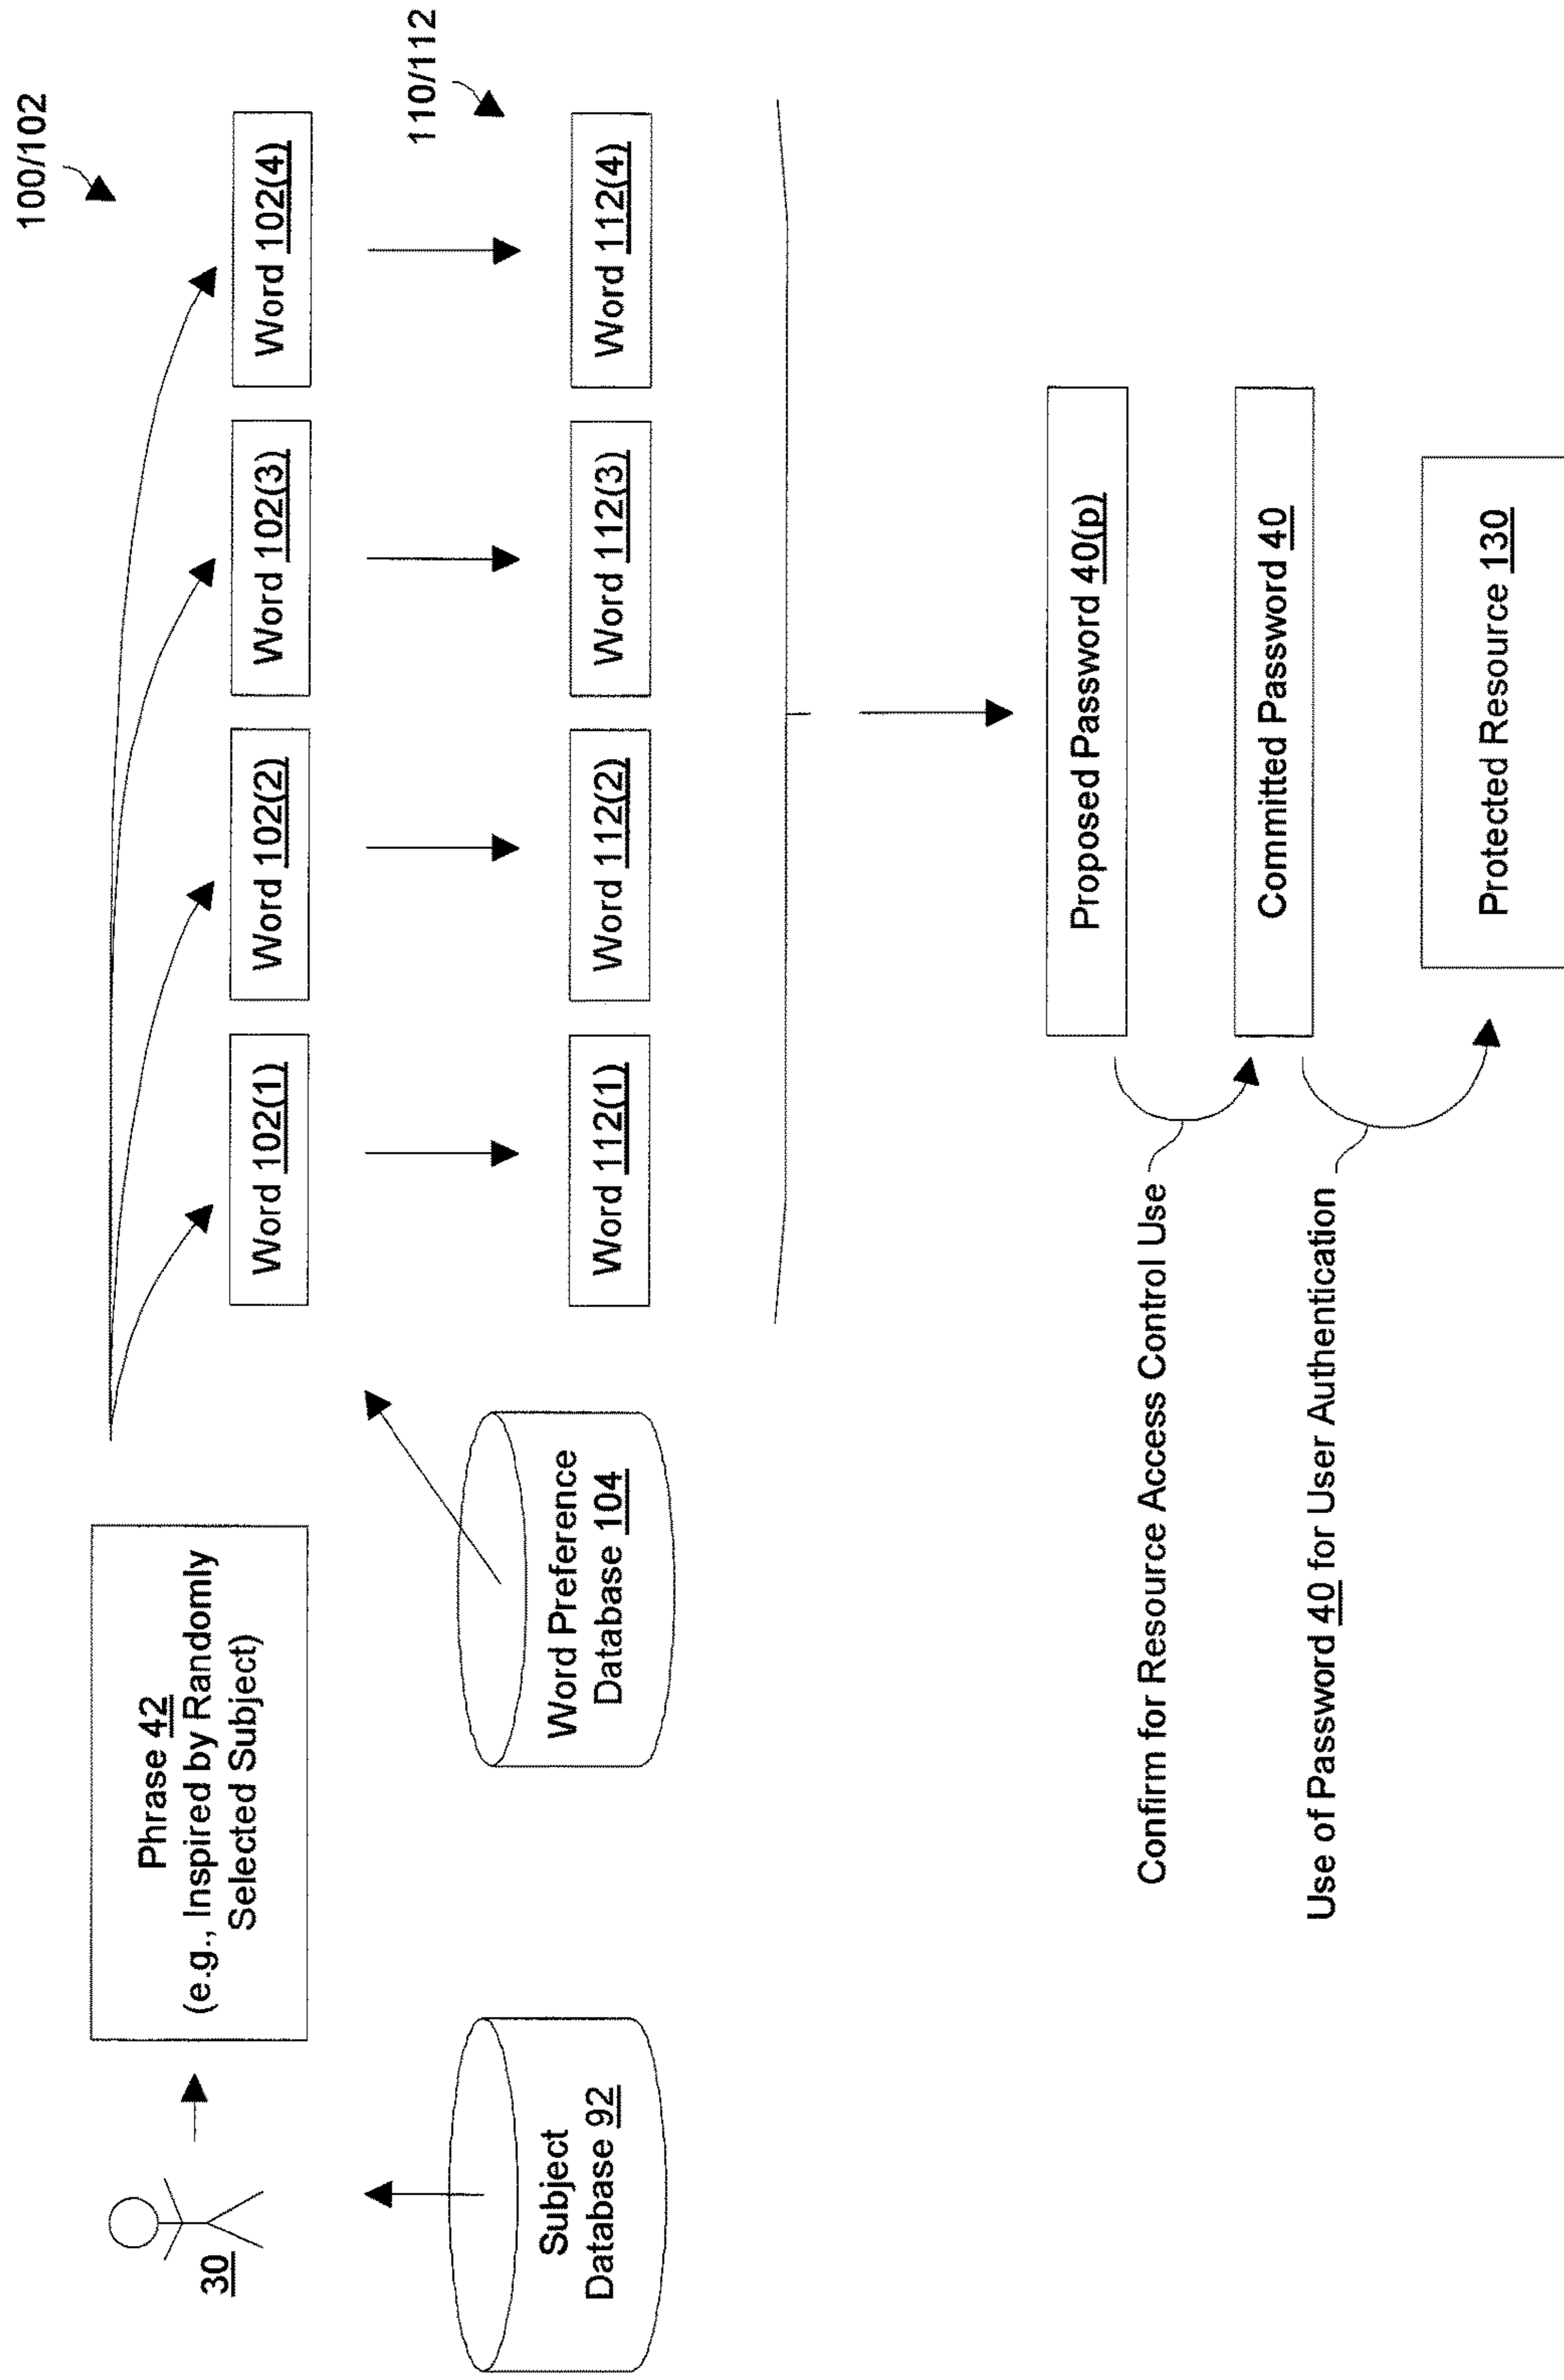 100/102
Phrase 42
(e.g., Inspired by Randomly
Selected Subject)
30
Word 102(1)
Word 102(2)
Word 102(3)
Word 102(4)
110/112
Subject
Database 92
Word Preference
Database 104
Word 112(1)
Word 112(2)
Word 112(3)
Word 112(4)
Proposed Password 40(p)
Confirm for Resource Access Control Use
Committed Password 40
Use of Password 40 for User Authentication
Protected Resource 130